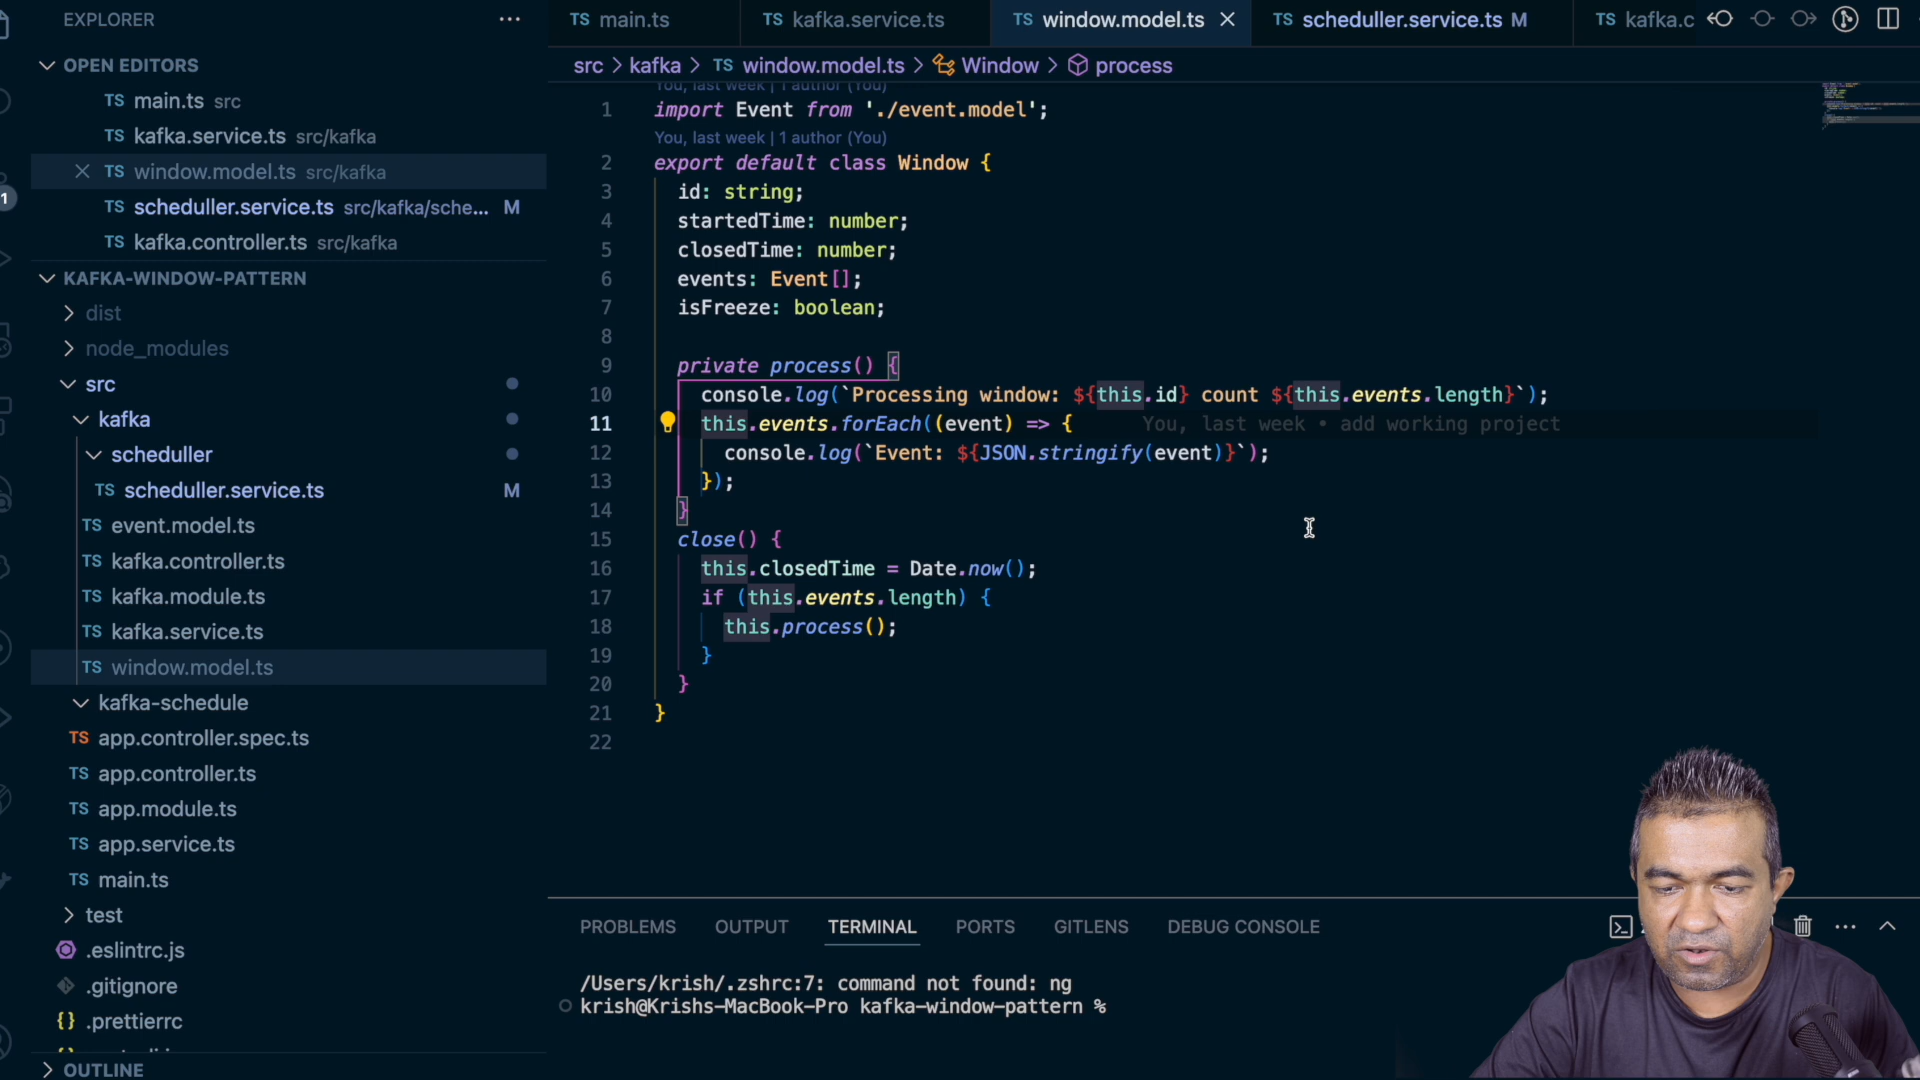 EXPLORER
OPEN EDITORS
TS main.ts src
TS kafka.service.ts src/kafka
TS window.model.ts src/kafka
TS scheduller.service.ts src/kafka/sche... M
TS kafka.controller.ts src/kafka
KAFKA-WINDOW-PATTERN
dist
node_modules
src
kafka
scheduller
TS scheduller.service.ts M
TS event.model.ts
TS kafka.controller.ts
TS kafka.module.ts
TS kafka.service.ts
TS window.model.ts
kafka-schedule
TS app.controller.spec.ts
TS app.controller.ts
TS app.module.ts
TS app.service.ts
TS main.ts
test
.eslintrc.js
.gitignore
{} .prettierrc
OUTLINE
1
TS main.ts TS kafka.service.ts TS window.model.ts TS scheduller.service.ts M TS kafka.c
src > kafka > TS window.model.ts > Window > process
You, last week | 1 author (You)
1 import Event from './event.model';
You, last week | 1 author (You)
2 export default class Window {
3 id: string;
4 startedTime: number;
5 closedTime: number;
6 events: Event[];
7 isFreeze: boolean;
8
9 private process() {
10 console.log(`Processing window: ${this.id} count ${this.events.length}`);
11 this.events.forEach((event) => { You, last week • add working project
12 console.log(`Event: ${JSON.stringify(event)}`);
13 });
14 }
15 close() {
16 this.closedTime = Date.now();
17 if (this.events.length) {
18 this.process();
19 }
20 }
21 }
22
PROBLEMS OUTPUT TERMINAL PORTS GITLENS DEBUG CONSOLE
/Users/krish/.zshrc:7: command not found: ng
krish@Krishs-MacBook-Pro kafka-window-pattern %